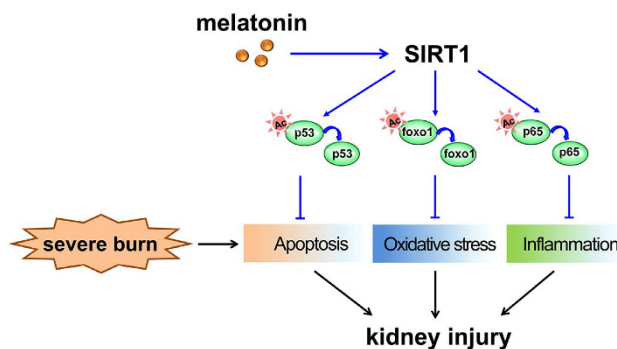 melatonin
SIRT1
Ac p53 p53
Ac foxo1 foxo1
Ac p65 p65
severe burn
Apoptosis
Oxidative stress
Inflammation
kidney injury